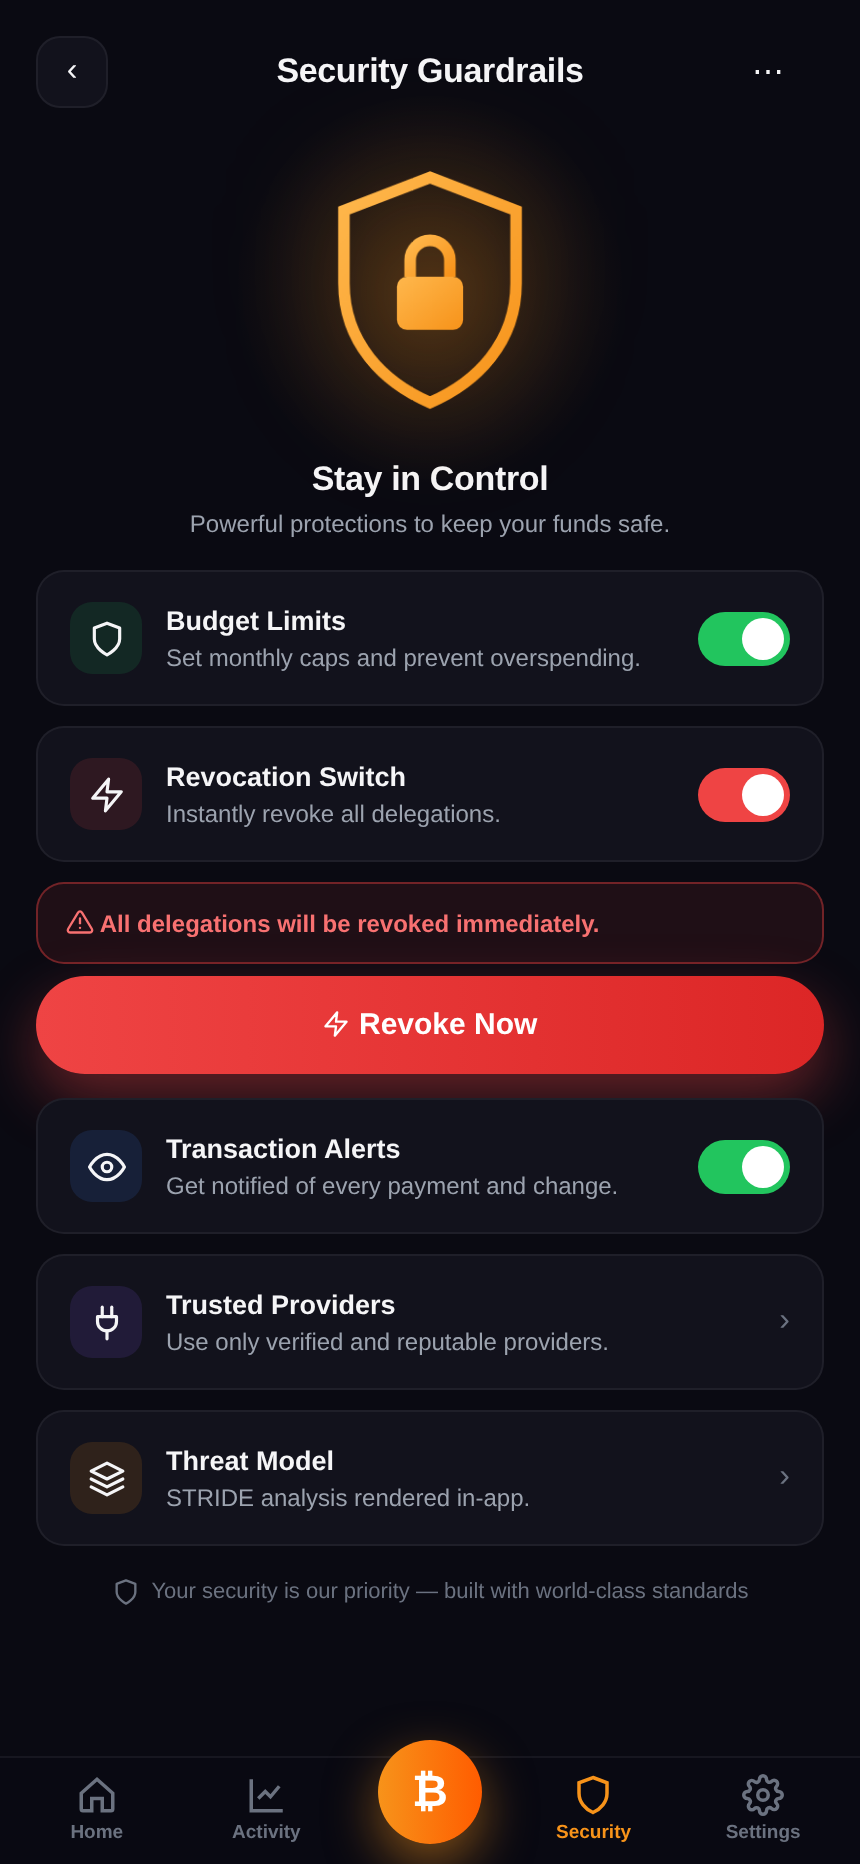 Security Guardrails
Stay in Control
Powerful protections to keep your funds safe.
Budget Limits
Set monthly caps and prevent overspending.
Revocation Switch
Instantly revoke all delegations.
All delegations will be revoked immediately.
Revoke Now
Transaction Alerts
Get notified of every payment and change.
Trusted Providers
Use only verified and reputable providers.
Threat Model
STRIDE analysis rendered in-app.
Your security is our priority — built with world-class standards
₿
Home
Activity
Security
Settings